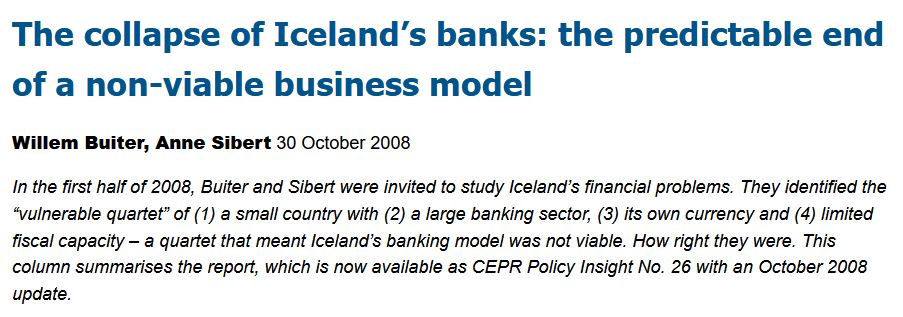 The collapse of Iceland’s banks: the predictable end
of a non-viable business model
Willem Buiter, Anne Sibert 30 October 2008
In the first half of 2008, Buiter and Sibert were invited to study Iceland’s financial problems. They identified the
“vulnerable quartet” of (1) a small country with (2) a large banking sector, (3) its own currency and (4) limited
fiscal capacity – a quartet that meant Iceland’s banking model was not viable. How right they were. This
column summarises the report, which is now available as CEPR Policy Insight No. 26 with an October 2008
update.